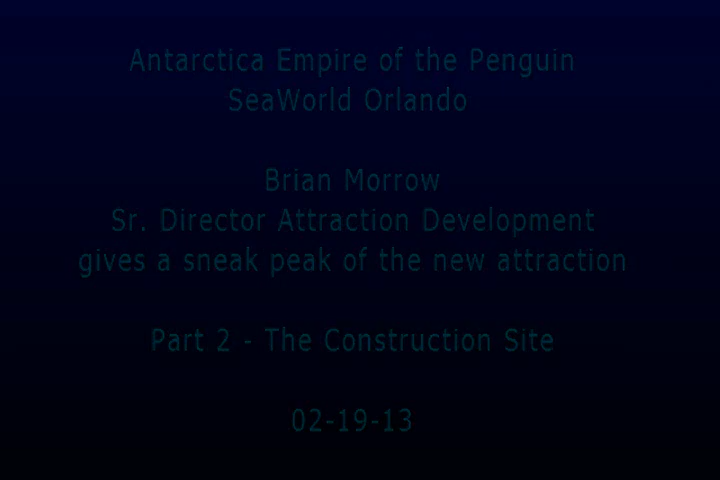 Antarctica Empire of the Penguin
SeaWorld Orlando
Brian Morrow
Sr. Director Attraction Development
gives a sneak peak of the new attraction
Part 2 - The Construction Site
02-19-13